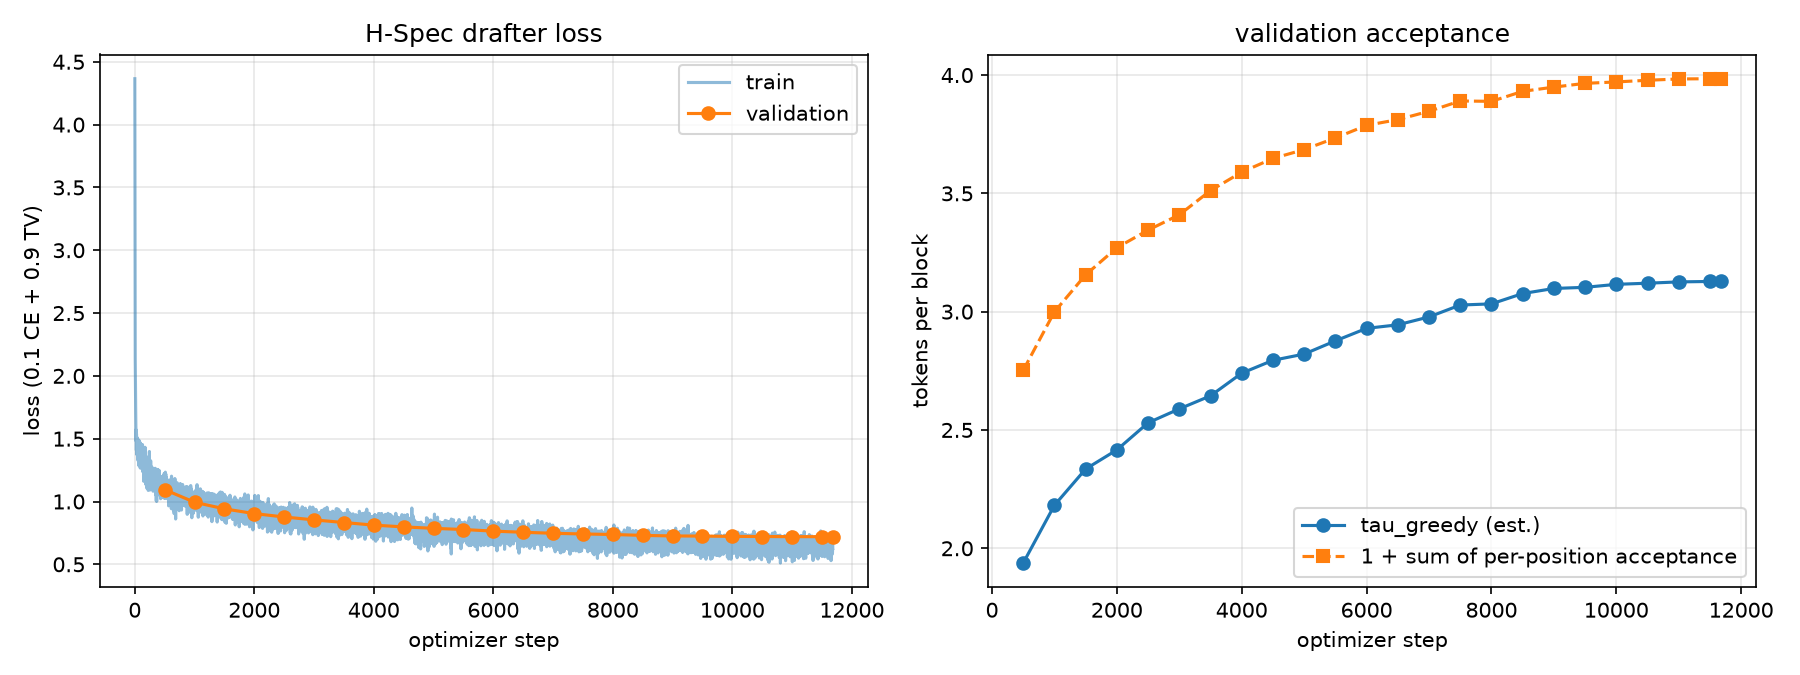 H-Spec drafter loss
4.5
4.0
3.5
3.0
2.5
2.0
1.5
1.0
0.5
loss (0.1 CE + 0.9 TV)
train
validation
0
2000
4000
6000
8000
10000
12000
optimizer step
validation acceptance
4.0
3.5
3.0
2.5
2.0
tokens per block
tau_greedy (est.)
1 + sum of per-position acceptance
0
2000
4000
6000
8000
10000
12000
optimizer step